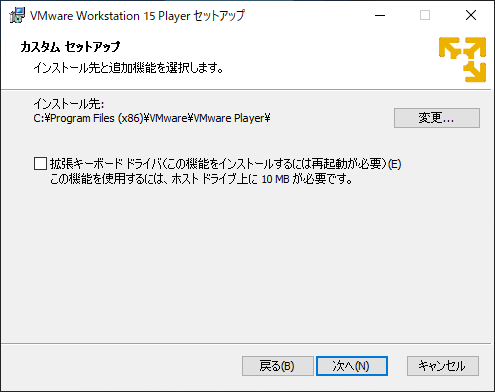 VMware Workstation 15 Player セットアップ
カスタム セットアップ
インストール先と追加機能を選択します。
インストール先:
C:¥Program Files (x86)¥VMware¥VMware Player¥
変更...
拡張キーボード ドライバ（この機能をインストールするには再起動が必要）(E)
この機能を使用するには、ホスト ドライブ上に 10 MB が必要です。
戻る(B)
次へ(N)
キャンセル